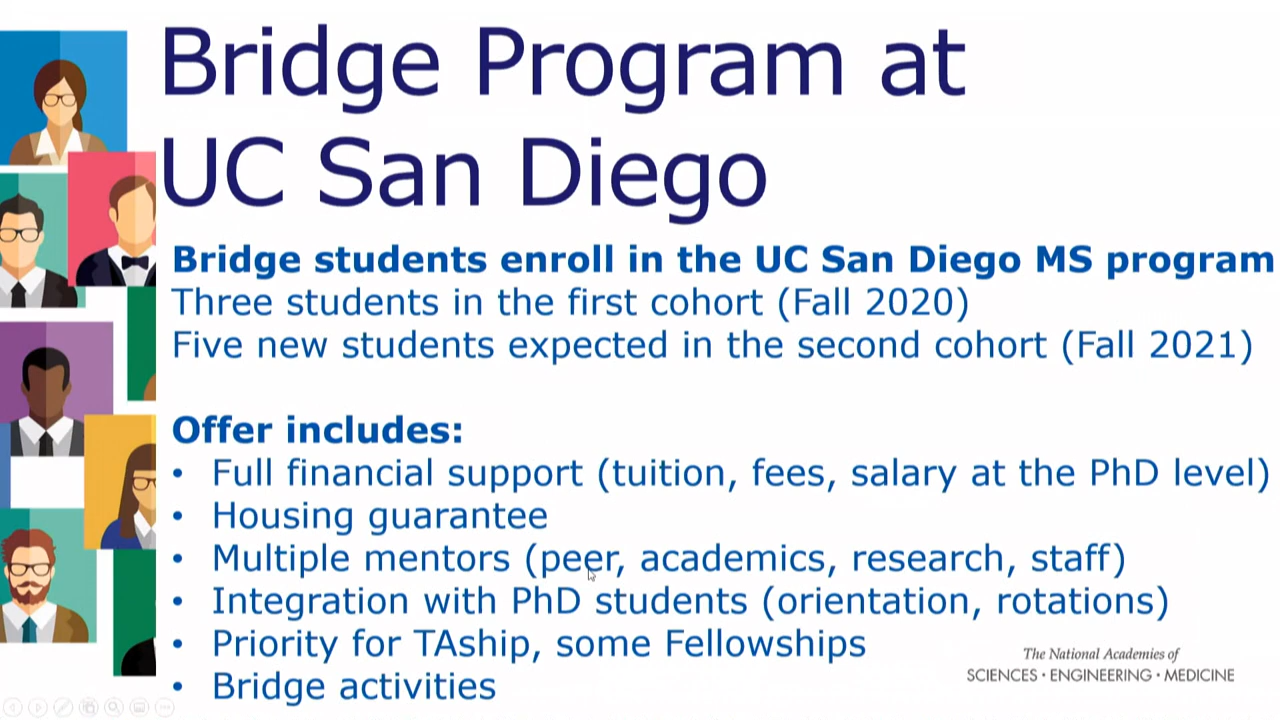 Bridge Program at
UC San Diego
Bridge students enroll in the UC San Diego MS program
Three students in the first cohort (Fall 2020)
Five new students expected in the second cohort (Fall 2021)
Offer includes:
• Full financial support (tuition, fees, salary at the PhD level)
• Housing guarantee
• Multiple mentors (peer, academics, research, staff)
• Integration with PhD students (orientation, rotations)
• Priority for TAship, some Fellowships
• Bridge activities
The National Academies of
SCIENCES · ENGINEERING · MEDICINE